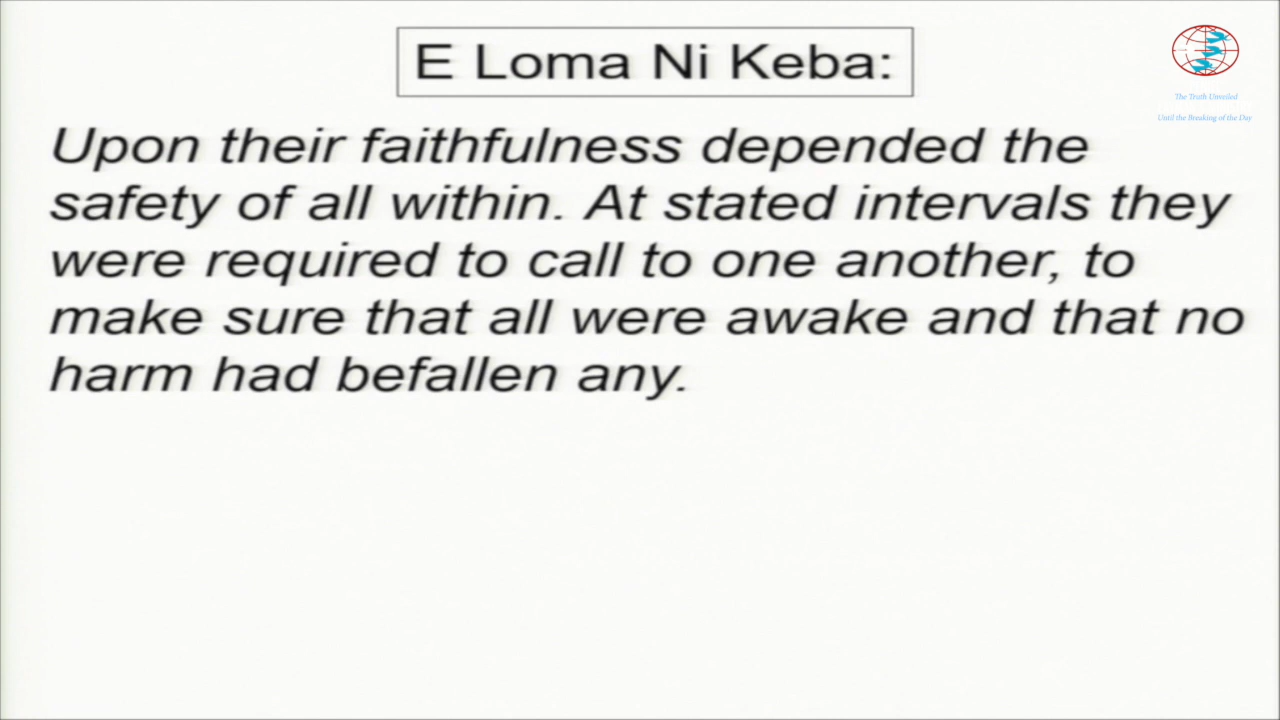 E Loma Ni Keba:
The Truth Unveiled
Until the Breaking of the Day
Upon their faithfulness depended the
safety of all within. At stated intervals they
were required to call to one another, to
make sure that all were awake and that no
harm had befallen any.